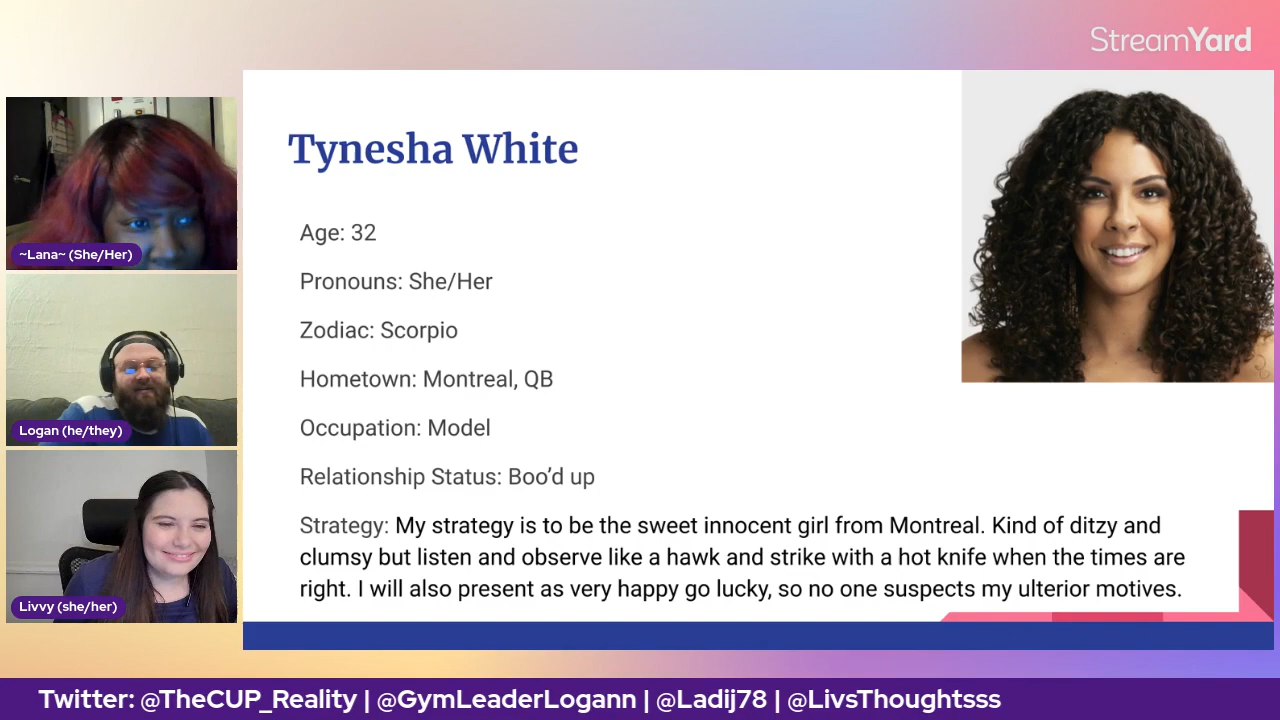 StreamYard
Tynesha White
Age: 32
Pronouns: She/Her
Zodiac: Scorpio
Hometown: Montreal, QB
Occupation: Model
Relationship Status: Boo’d up
Strategy: My strategy is to be the sweet innocent girl from Montreal. Kind of ditzy and
clumsy but listen and observe like a hawk and strike with a hot knife when the times are
right. I will also present as very happy go lucky, so no one suspects my ulterior motives.
~Lana~ (She/Her)
Logan (he/they)
Livvy (she/her)
Twitter: @TheCUP_Reality | @GymLeaderLogann | @Ladij78 | @LivsThoughtsss